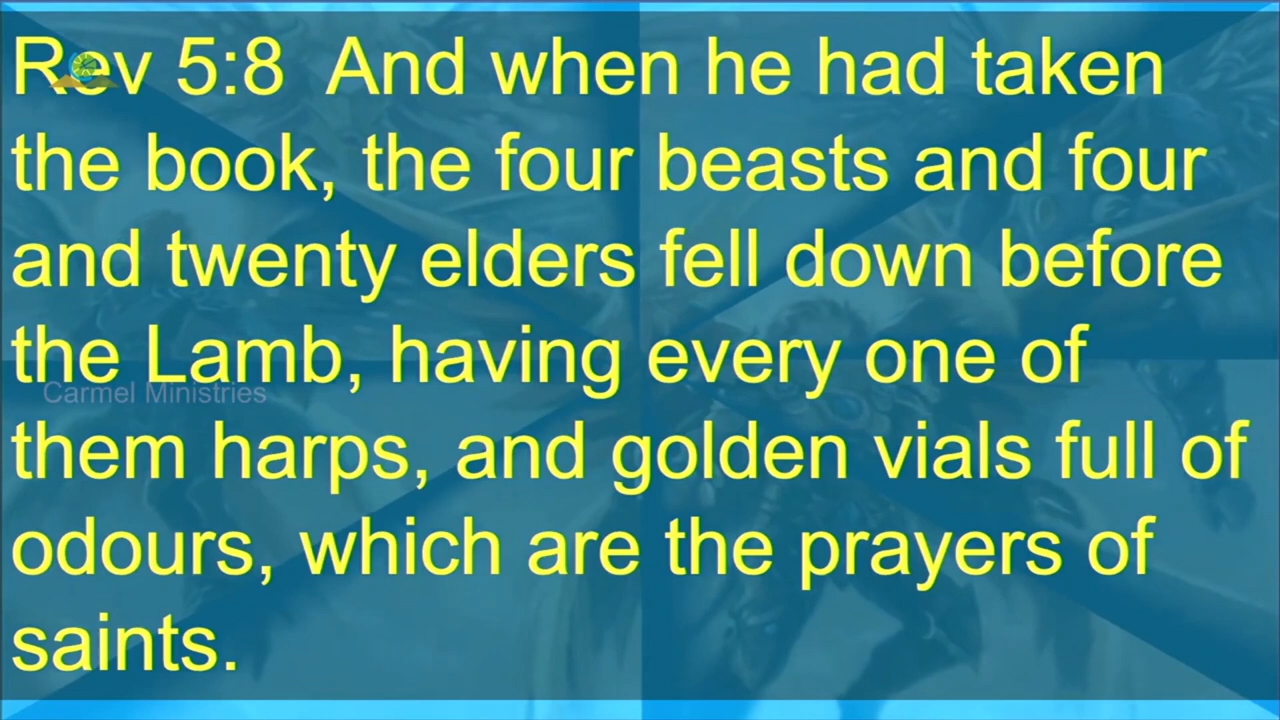 Rev 5:8  And when he had taken
the book, the four beasts and four
and twenty elders fell down before
the Lamb, having every one of
Carmel Ministries
them harps, and golden vials full of
odours, which are the prayers of
saints.